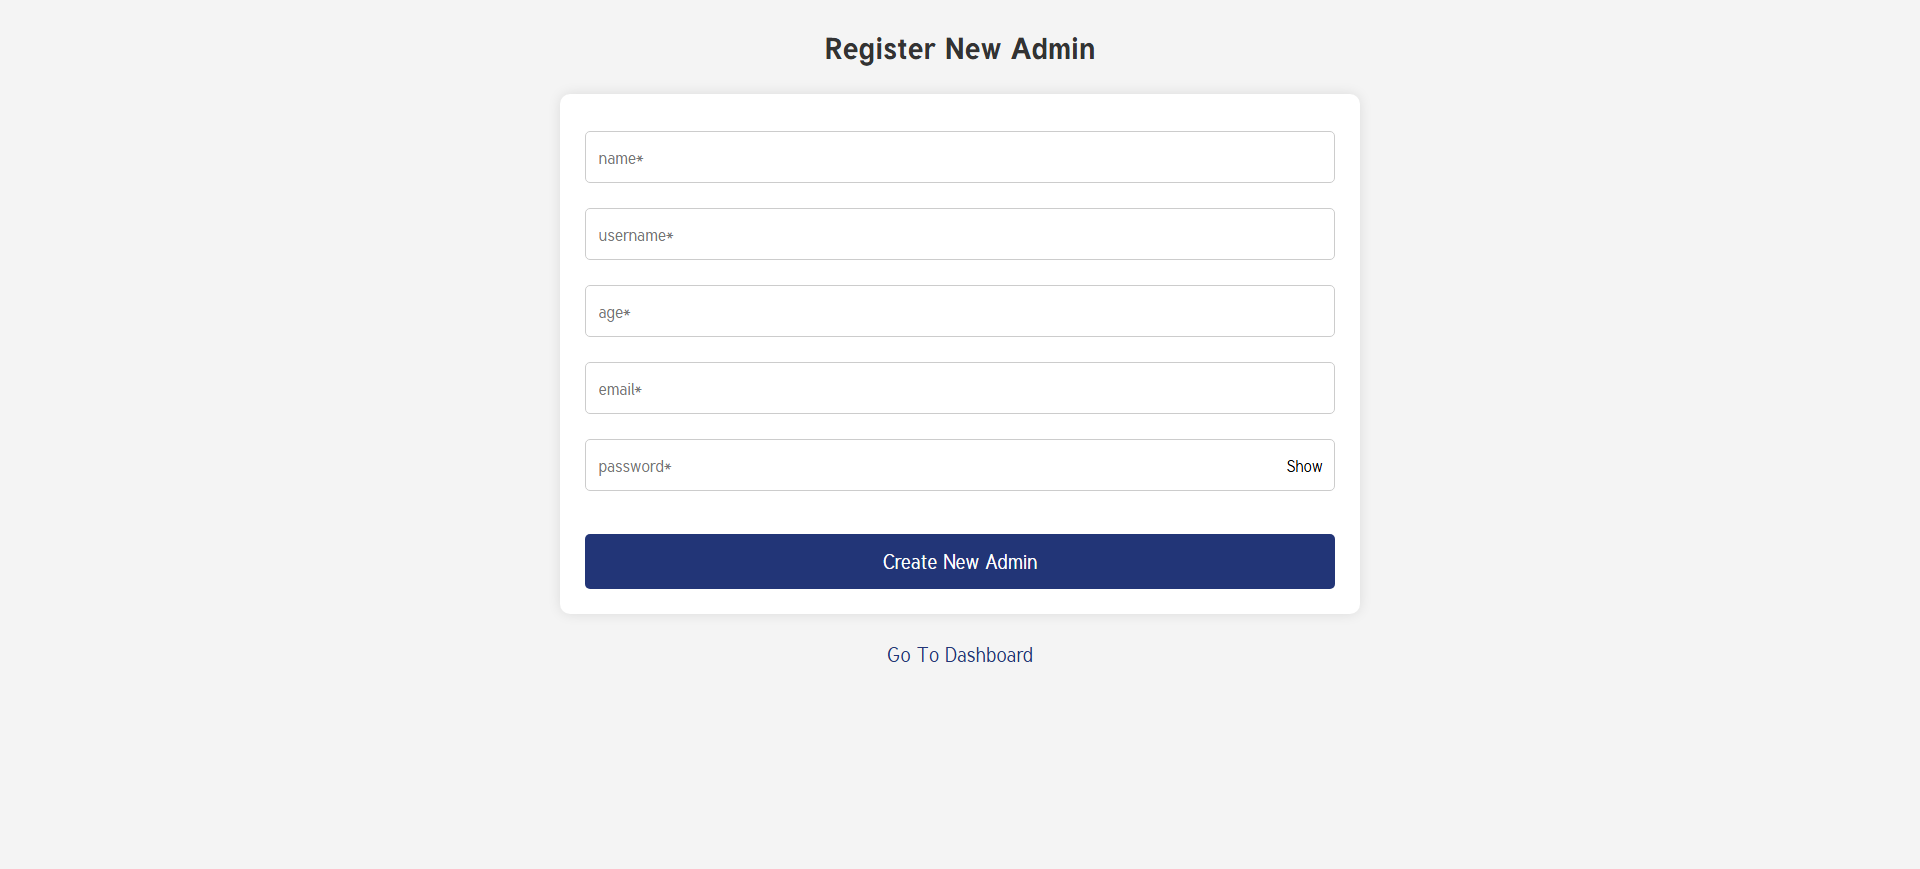 Register New Admin
name*
username*
age*
email*
password*
Show
Create New Admin
Go To Dashboard